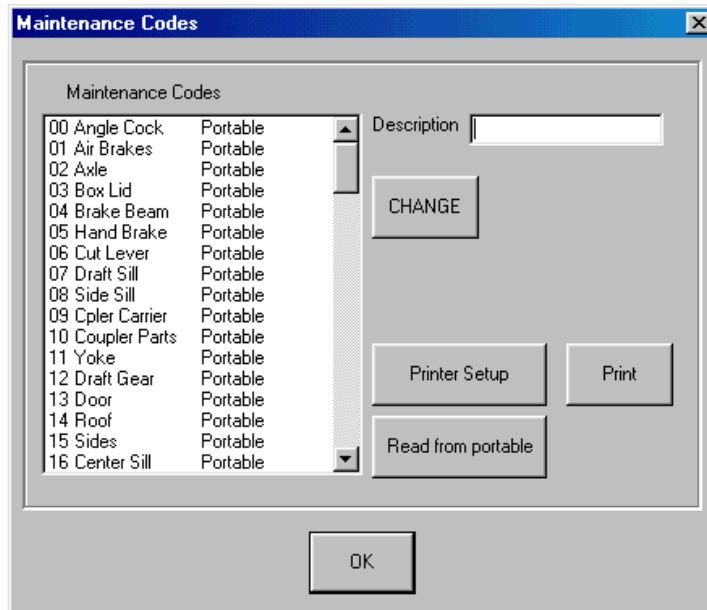 Maintenance Codes
Maintenance Codes
00 Angle Cock Portable
01 Air Brakes Portable
02 Axle Portable
03 Box Lid Portable
04 Brake Beam Portable
05 Hand Brake Portable
06 Cut Lever Portable
07 Draft Sill Portable
08 Side Sill Portable
09 Cpler Carrier Portable
10 Coupler Parts Portable
11 Yoke Portable
12 Draft Gear Portable
13 Door Portable
14 Roof Portable
15 Sides Portable
16 Center Sill Portable
Description
CHANGE
Printer Setup Print
Read from portable
OK